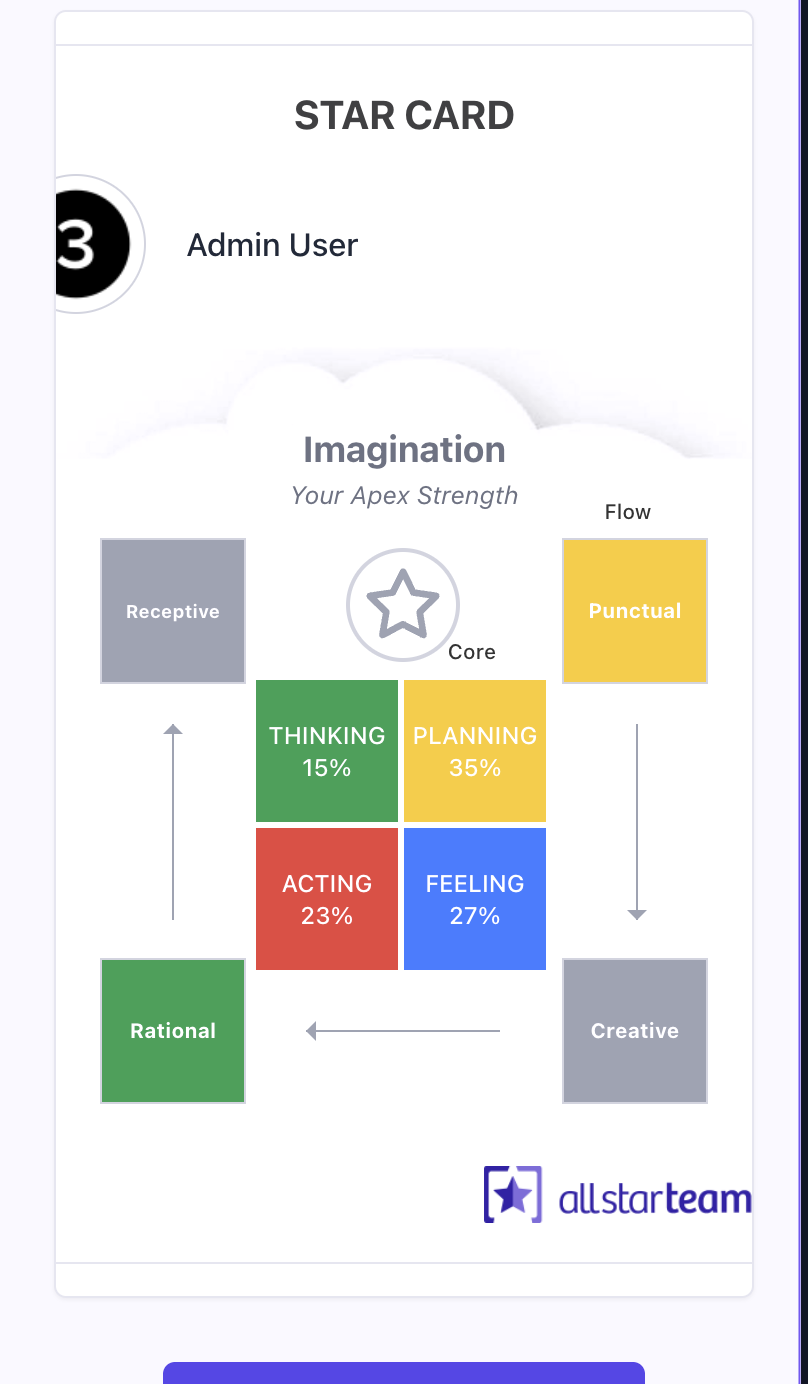 STAR CARD
3
Admin User
Imagination
Your Apex Strength
Flow
Receptive
Punctual
Core
THINKING
15%
PLANNING
35%
ACTING
23%
FEELING
27%
Rational
Creative
allstarteam